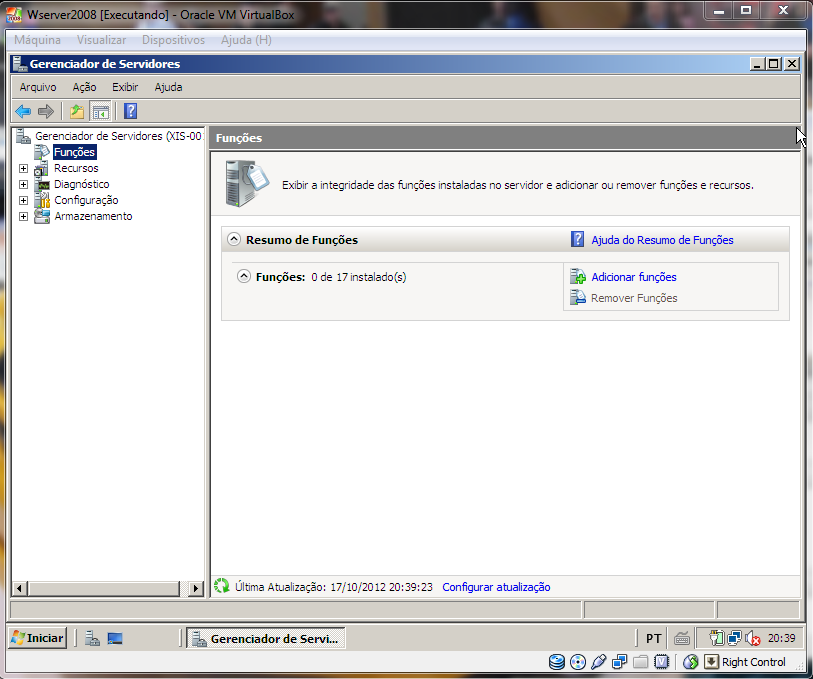 Wserver2008 [Executando] - Oracle VM VirtualBox
Máquina Visualizar Dispositivos Ajuda (H)
Gerenciador de Servidores
Arquivo Ação Exibir Ajuda
Gerenciador de Servidores (XIS-00
Funções
Recursos
Diagnóstico
Configuração
Armazenamento
Funções
Exibir a integridade das funções instaladas no servidor e adicionar ou remover funções e recursos.
Resumo de Funções
Ajuda do Resumo de Funções
Funções: 0 de 17 instalado(s)
Adicionar funções
Remover Funções
Última Atualização: 17/10/2012 20:39:23 Configurar atualização
Iniciar
Gerenciador de Servi...
PT
20:39
Right Control